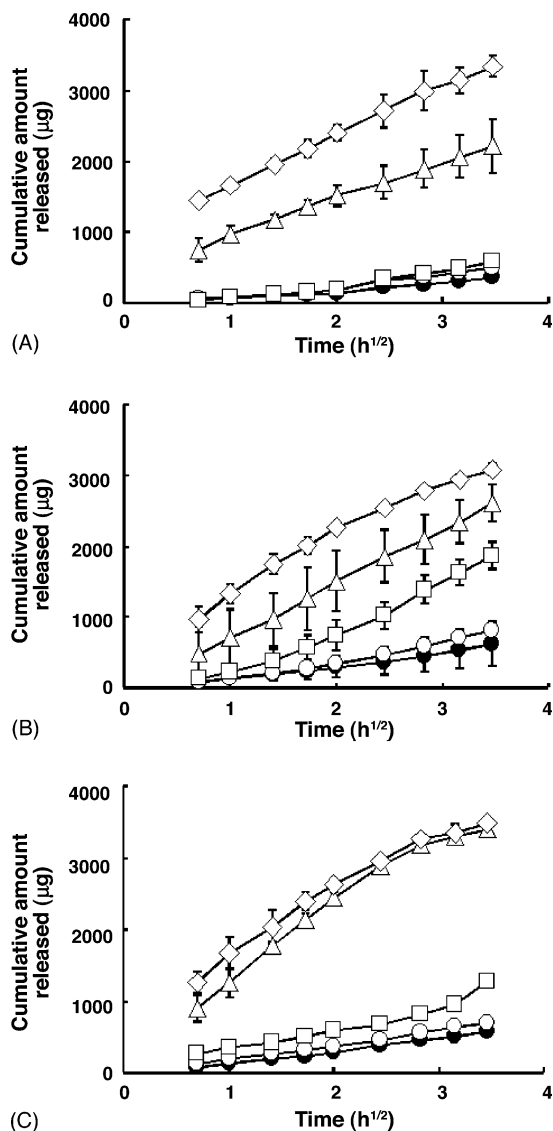 4000
3000
2000
1000
0
Cumulative amount
released (μg)
0 1 2 3 4
Time (h1/2)
(A)
4000
3000
2000
1000
0
Cumulative amount
released (μg)
0 1 2 3 4
Time (h1/2)
(B)
4000
3000
2000
1000
0
Cumulative amount
released (μg)
0 1 2 3 4
Time (h1/2)
(C)